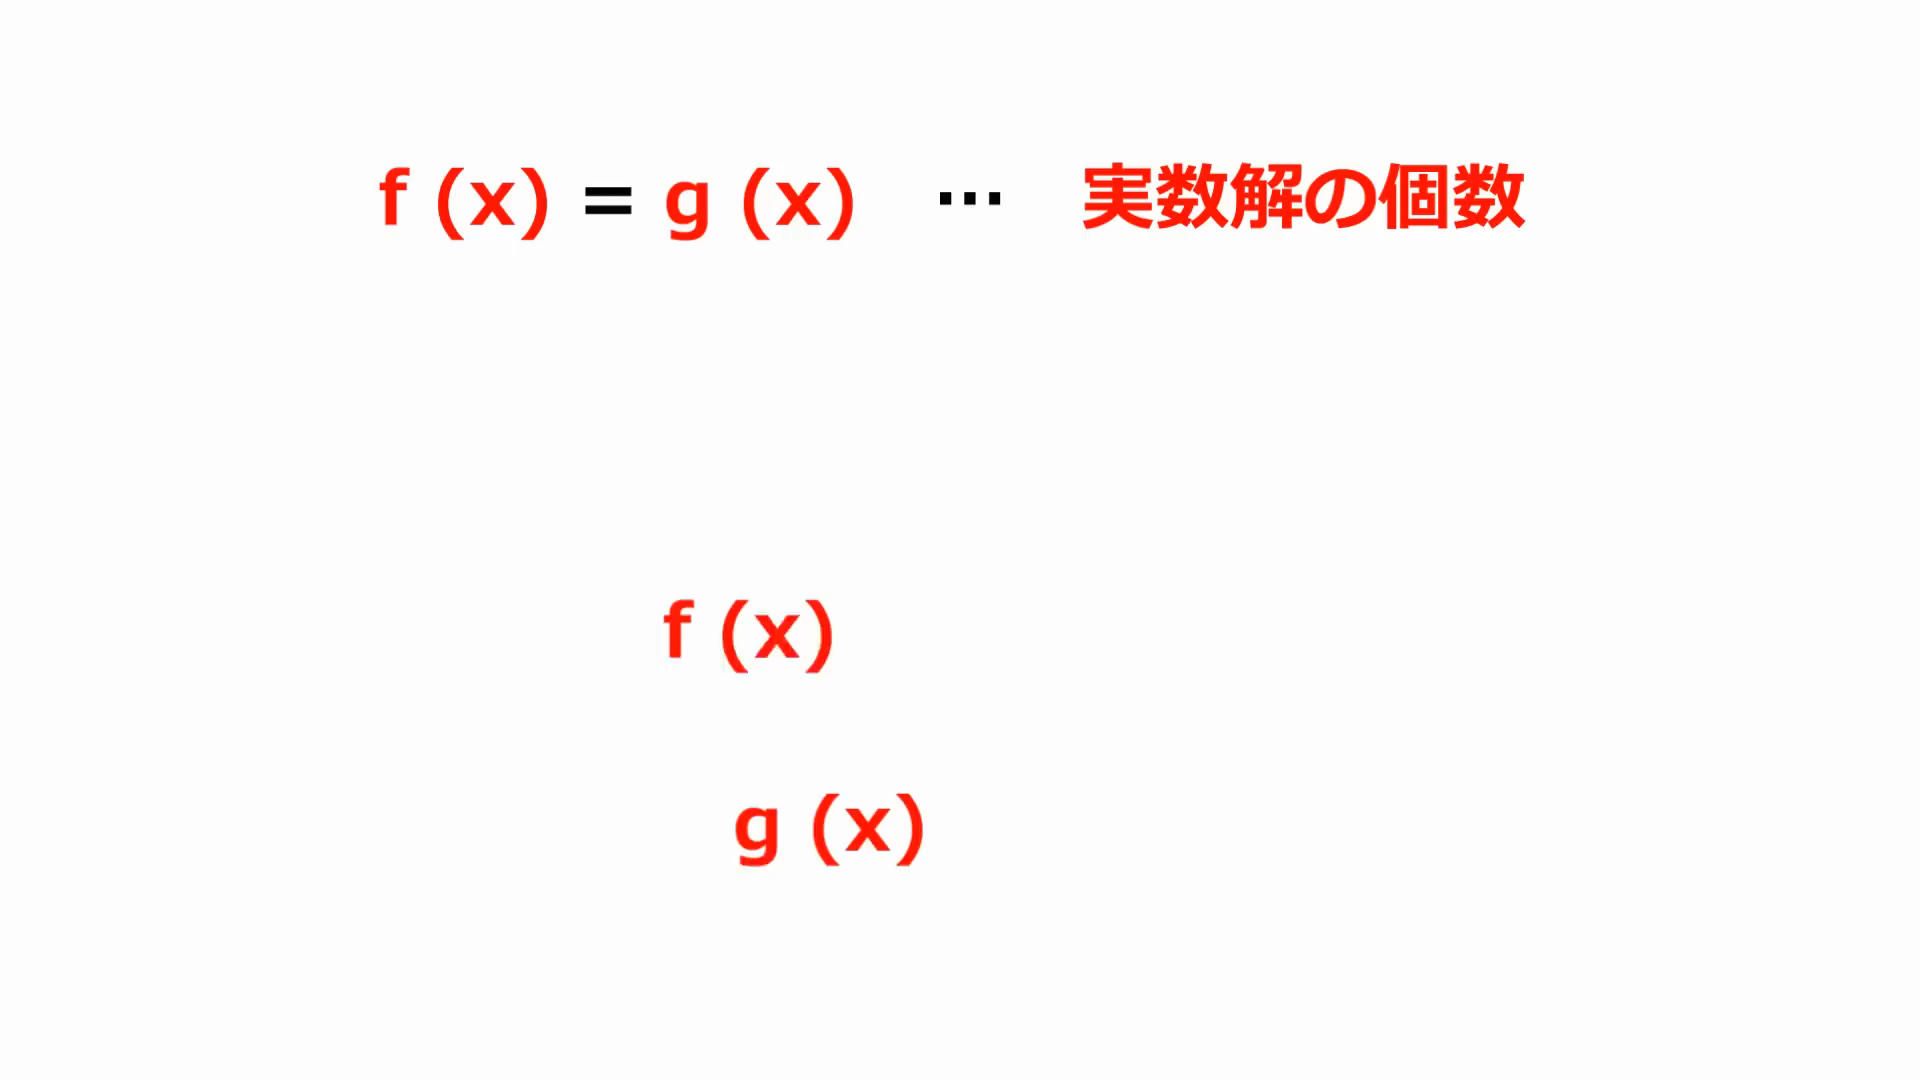 f (x) = g (x) … 実数解の個数
f (x)
g (x)